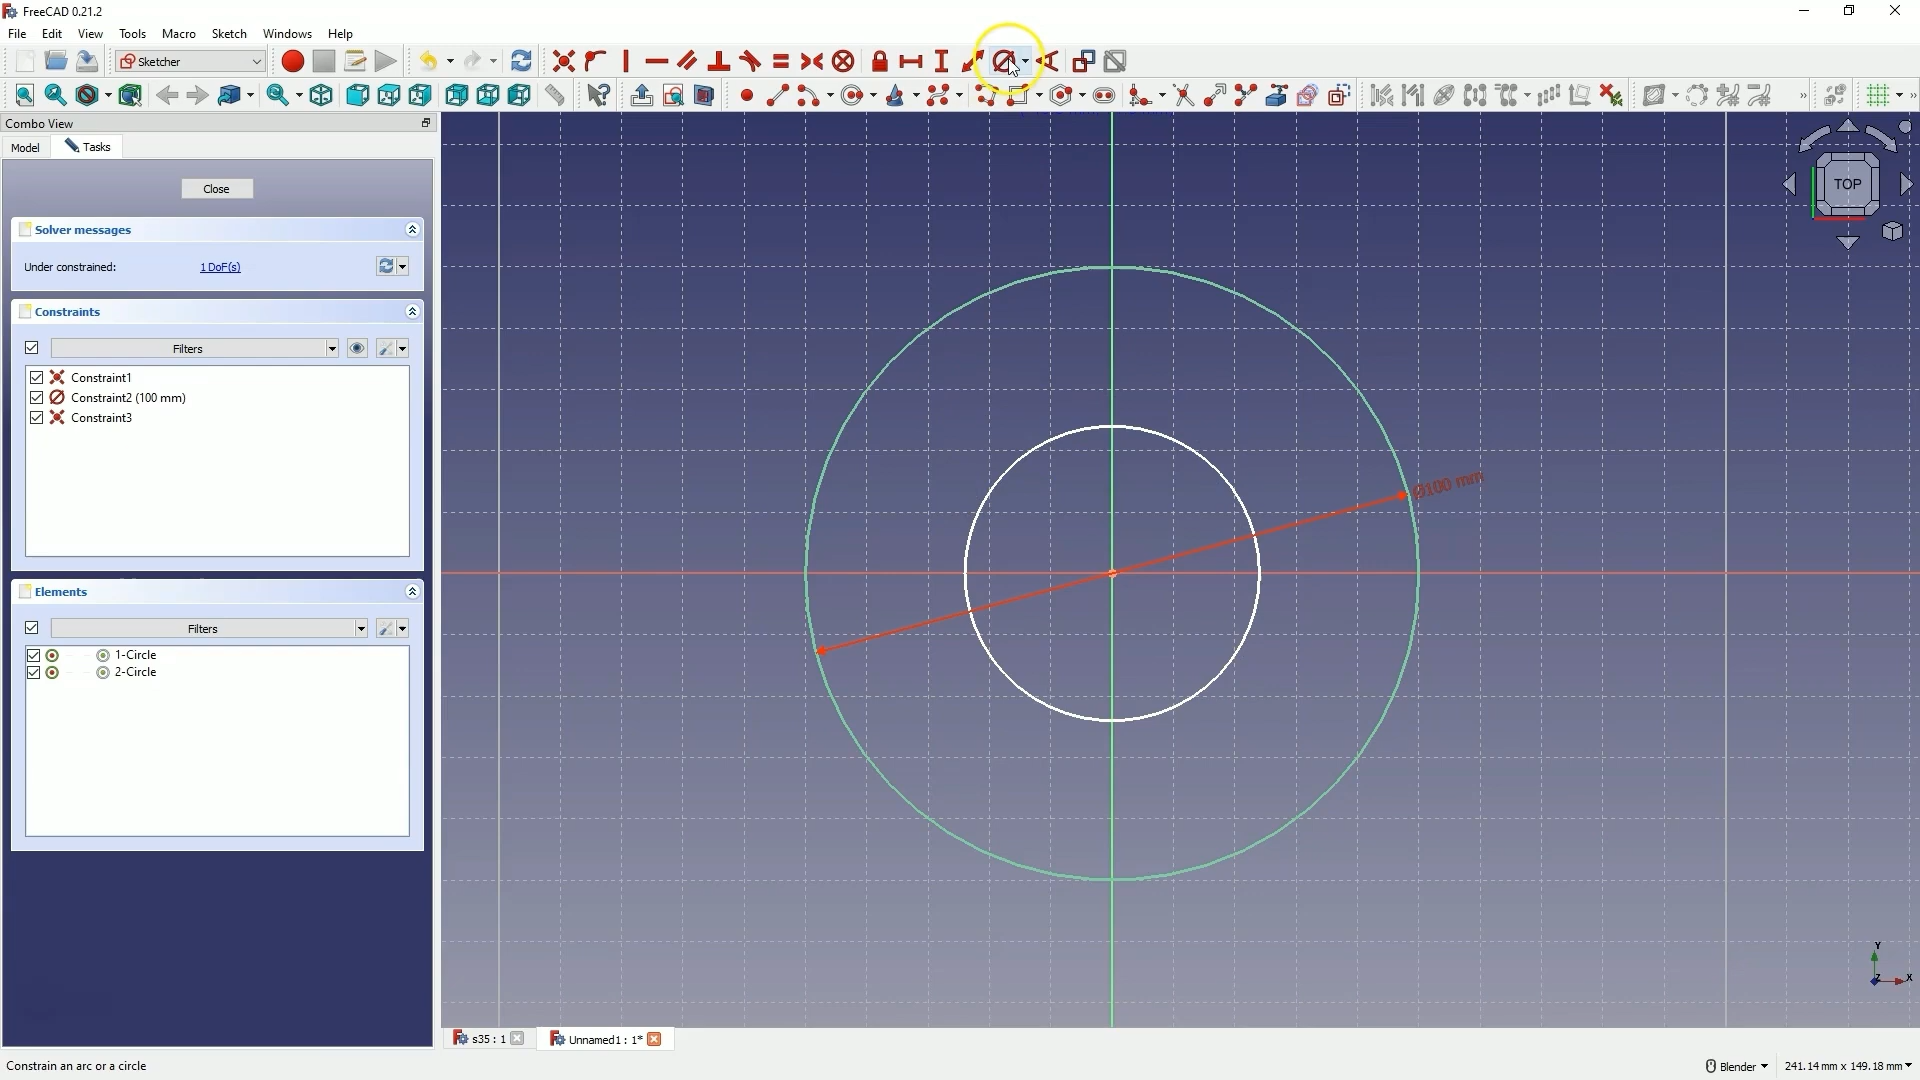 FreeCAD 0.21.2
File Edit View Tools Macro Sketch Windows Help
Sketcher
Combo View
Model Tasks
Close
Solver messages
Under constrained: 1 DoF(s)
Constraints
Filters
Constraint1
Constraint2 (100 mm)
Constraint3
Elements
Filters
1-Circle
2-Circle
TOP
Ø100 mm
Y
Z
X
s35 : 1
Unnamed1 : 1*
Constrain an arc or a circle
Blender
241.14 mm x 149.18 mm